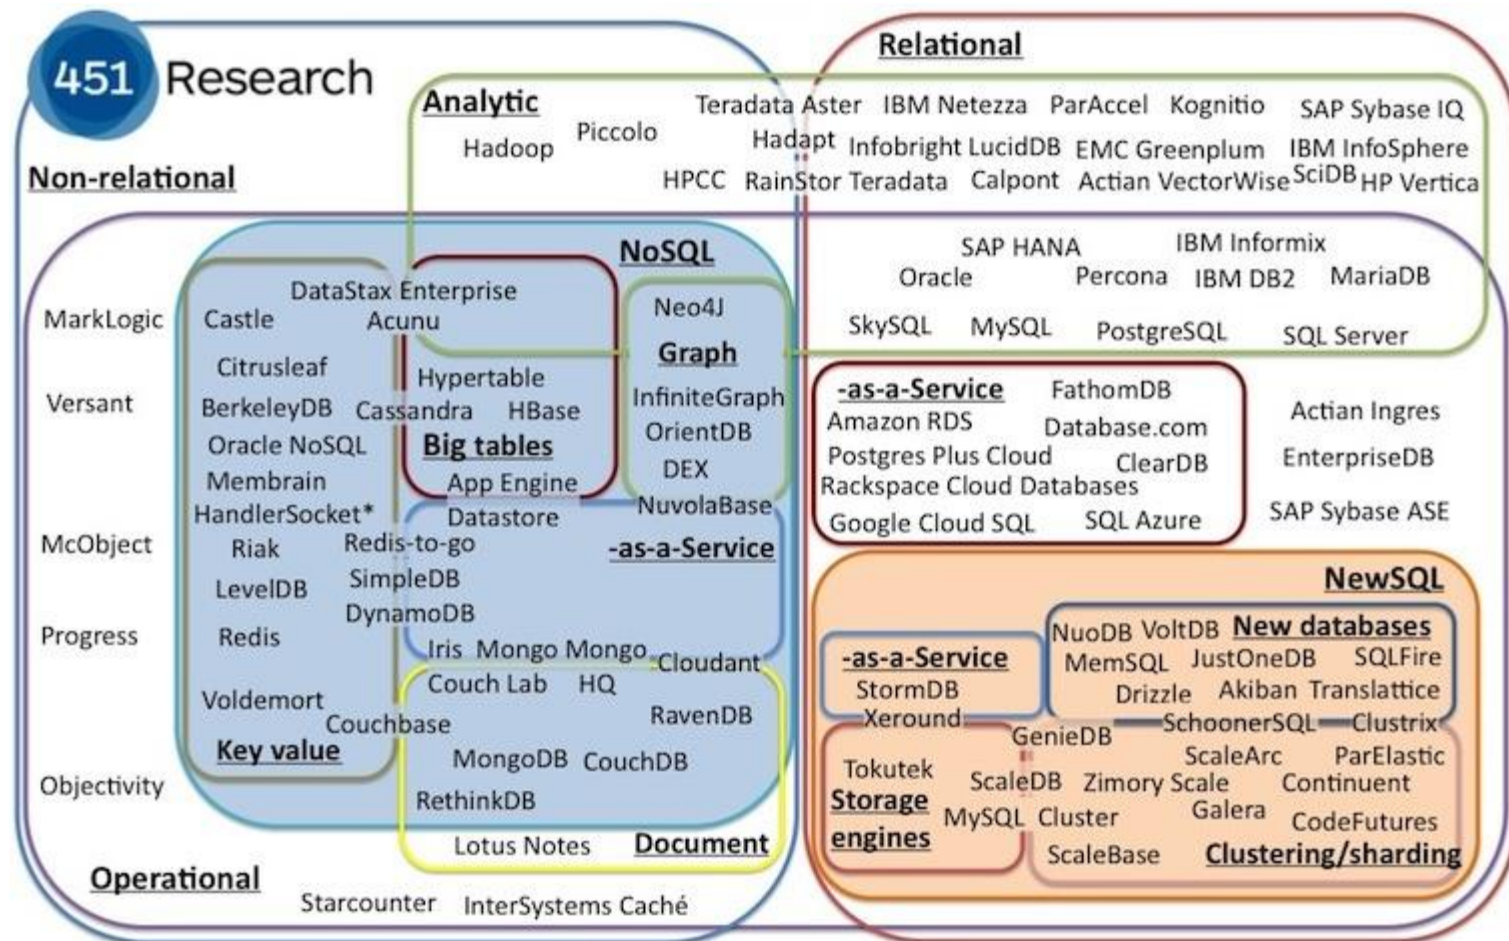 451 Research
Relational
Analytic
Teradata Aster IBM Netezza ParAccel Kognitio SAP Sybase IQ
Piccolo
Hadoop
Hadapt Infobright LucidDB EMC Greenplum IBM InfoSphere
HPCC RainStor Teradata Calpont Actian VectorWise SciDB HP Vertica
Non-relational
NoSQL
SAP HANA IBM Informix
Oracle Percona IBM DB2 MariaDB
SkySQL MySQL PostgreSQL SQL Server
DataStax Enterprise
Neo4J
MarkLogic Castle Acunu
Graph
Citrusleaf Hypertable
InfiniteGraph
Versant BerkeleyDB Cassandra HBase
OrientDB
Oracle NoSQL Big tables
DEX
Membrain App Engine
NuvolaBase
HandlerSocket* Datastore
-as-a-Service
McObject Riak Redis-to-go
LevelDB SimpleDB
DynamoDB
Progress Redis
Iris Mongo Mongo Cloudant
Couch Lab HQ
Voldemort RavenDB
Couchbase
Key value
MongoDB CouchDB
Objectivity
RethinkDB
Lotus Notes Document
Operational
Starcounter InterSystems Caché
-as-a-Service FathomDB
Amazon RDS Database.com
Postgres Plus Cloud ClearDB
Rackspace Cloud Databases
Google Cloud SQL SQL Azure
Actian Ingres
EnterpriseDB
SAP Sybase ASE
NewSQL
NuoDB VoltDB New databases
MemSQL JustOneDB SQLFire
Drizzle Akiban Translattice
SchoonerSQL Clustrix
-as-a-Service
StormDB
Xeround
GenieDB
ScaleArc ParElastic
Tokutek ScaleDB Zimory Scale Continuent
Storage
engines
MySQL Cluster Galera CodeFutures
ScaleBase Clustering/sharding